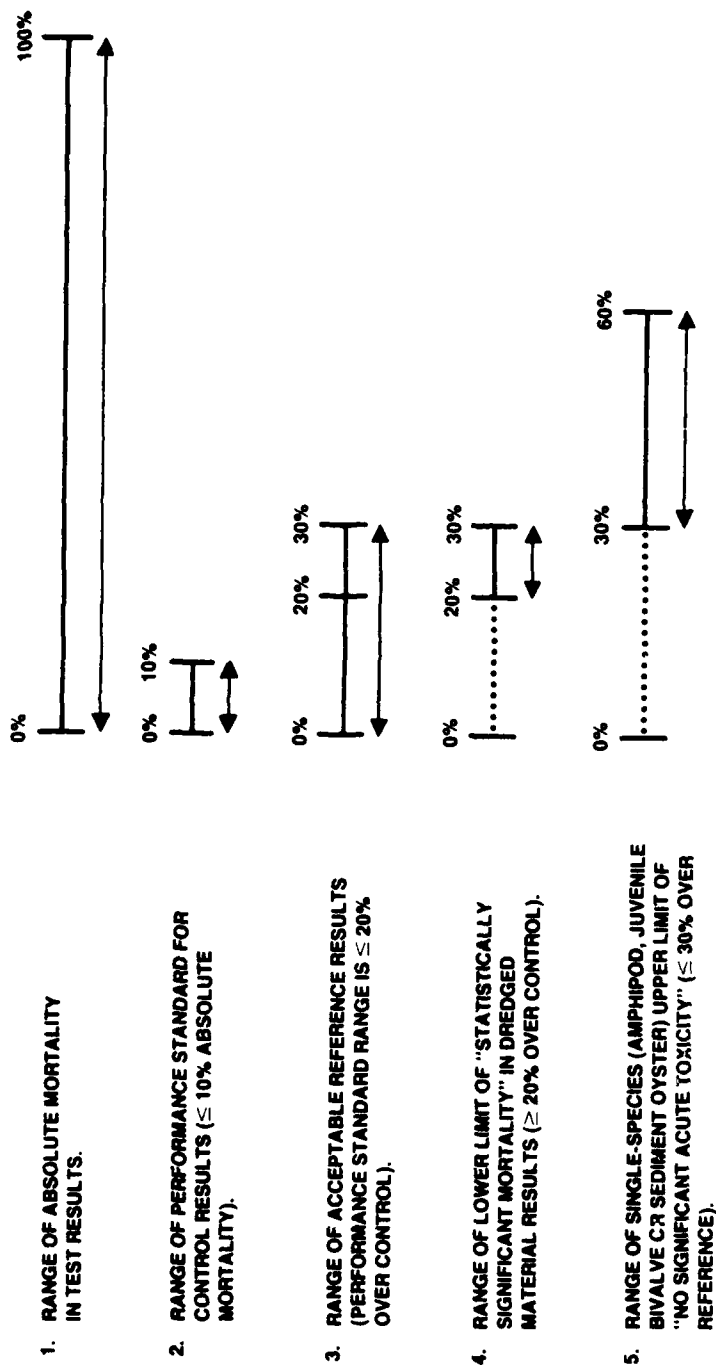 1. RANGE OF ABSOLUTE MORTALITY
IN TEST RESULTS.
0% 100%
2. RANGE OF PERFORMANCE STANDARD FOR
CONTROL RESULTS (≤ 10% ABSOLUTE
MORTALITY).
0% 10%
3. RANGE OF ACCEPTABLE REFERENCE RESULTS
(PERFORMANCE STANDARD RANGE IS ≤ 20%
OVER CONTROL).
0% 20% 30%
4. RANGE OF LOWER LIMIT OF "STATISTICALLY
SIGNIFICANT MORTALITY" IN DREDGED
MATERIAL RESULTS (≥ 20% OVER CONTROL).
0% 20% 30%
5. RANGE OF SINGLE-SPECIES (AMPHIPOD, JUVENILE
BIVALVE CR SEDIMENT OYSTER) UPPER LIMIT OF
"NO SIGNIFICANT ACUTE TOXICITY" (≤ 30% OVER
REFERENCE).
0% 30% 60%